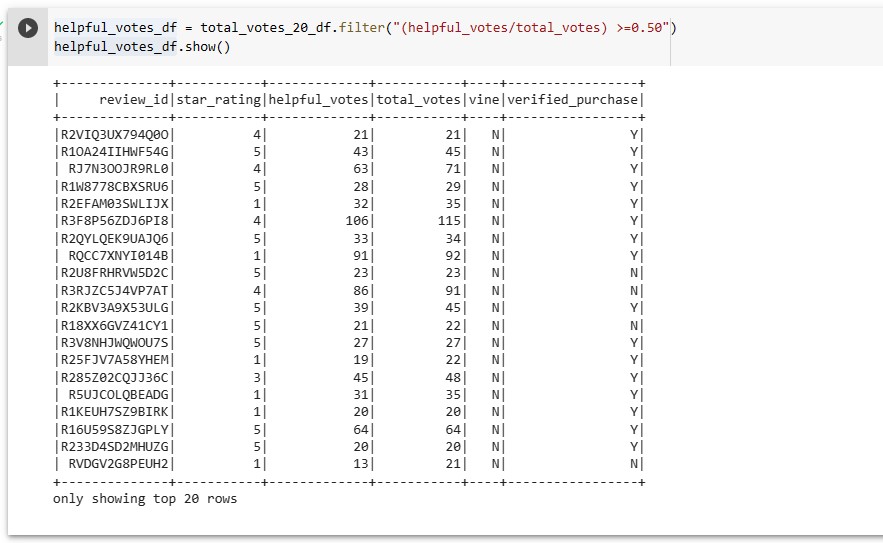 helpful_votes_df = total_votes_20_df.filter("(helpful_votes/total_votes) >=0.50")
helpful_votes_df.show()
+--------------+-----------+-------------+-----------+----+-----------------+
|     review_id|star_rating|helpful_votes|total_votes|vine|verified_purchase|
+--------------+-----------+-------------+-----------+----+-----------------+
|R2VIQ3UX794Q0O|          4|           21|         21|   N|                Y|
|R1OA24IIHWF54G|          5|           43|         45|   N|                Y|
| RJ7N3OOJR9RL0|          4|           63|         71|   N|                Y|
|R1W8778CBXSRU6|          5|           28|         29|   N|                Y|
|R2EFAM03SWLIJX|          1|           32|         35|   N|                Y|
|R3F8P56ZDJ6PI8|          4|          106|        115|   N|                Y|
|R2QYLQEK9UAJQ6|          5|           33|         34|   N|                Y|
| RQCC7XNYI014B|          1|           91|         92|   N|                Y|
|R2U8FRHRVW5D2C|          5|           23|         23|   N|                N|
|R3RJZC5J4VP7AT|          4|           86|         91|   N|                N|
|R2KBV3A9X53ULG|          5|           39|         45|   N|                Y|
|R18XX6GVZ41CY1|          5|           21|         22|   N|                N|
|R3V8NHJWQWOU7S|          5|           27|         27|   N|                Y|
|R25FJV7A58YHEM|          1|           19|         22|   N|                Y|
|R285Z02CQJJ36C|          3|           45|         48|   N|                Y|
| R5UJCOLQBEADG|          1|           31|         35|   N|                Y|
|R1KEUH7SZ9BIRK|          1|           20|         20|   N|                Y|
|R16U59S8ZJGPLY|          5|           64|         64|   N|                Y|
|R233D4SD2MHUZG|          5|           20|         20|   N|                Y|
| RVDGV2G8PEUH2|          1|           13|         21|   N|                N|
+--------------+-----------+-------------+-----------+----+-----------------+
only showing top 20 rows